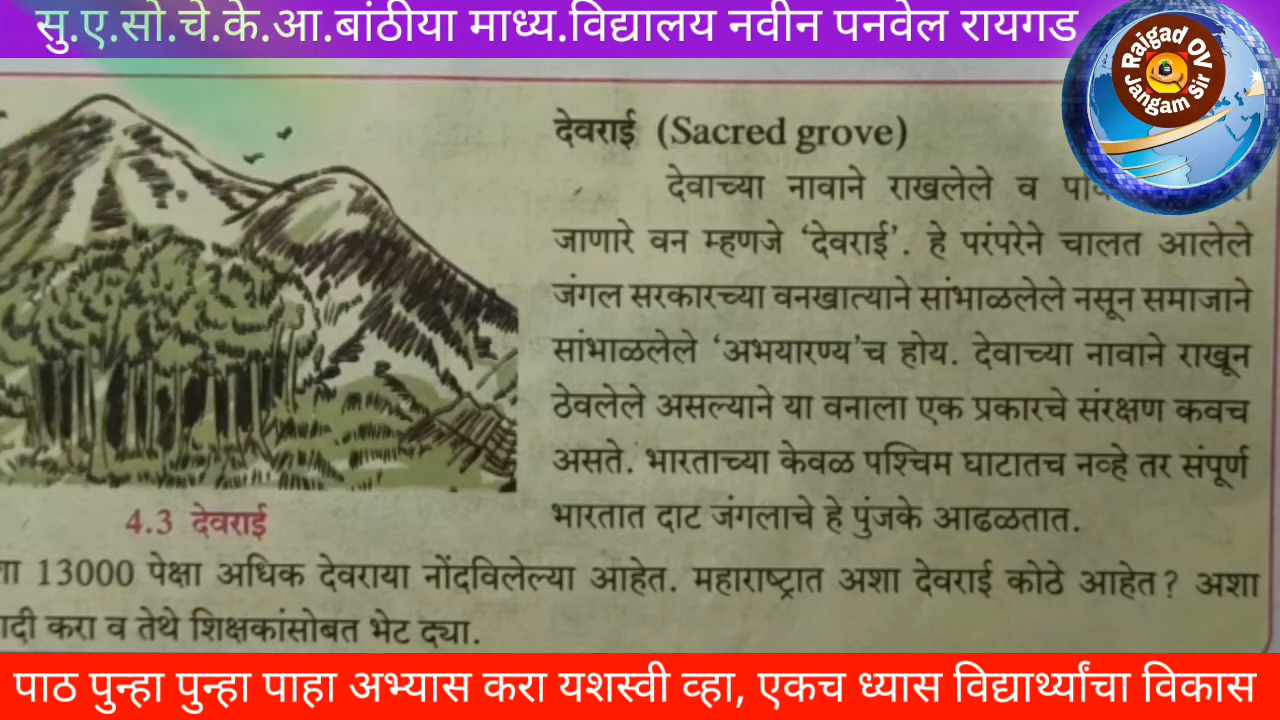 सु.ए.सो.चे.के.आ.बांठीया माध्य.विद्यालय नवीन पनवेल रायगड
Raigad OV
Jangam Sir
देवराई (Sacred grove)
देवाच्या नावाने राखलेले व
जाणारे वन म्हणजे ‘देवराई’. हे परंपरेने चालत आलेले
जंगल सरकारच्या वनखात्याने सांभाळलेले नसून समाजाने
सांभाळलेले ‘अभयारण्य’च होय. देवाच्या नावाने राखून
ठेवलेले असल्याने या वनाला एक प्रकारचे संरक्षण कवच
असते. भारताच्या केवळ पश्चिम घाटातच नव्हे तर संपूर्ण
भारतात दाट जंगलाचे हे पुंजके आढळतात.
4.3 देवराई
13000 पेक्षा अधिक देवराया नोंदविलेल्या आहेत. महाराष्ट्रात अशा देवराई कोठे आहेत? अशा
करा व तेथे शिक्षकांसोबत भेट द्या.
पाठ पुन्हा पुन्हा पाहा अभ्यास करा यशस्वी व्हा, एकच ध्यास विद्यार्थ्यांचा विकास